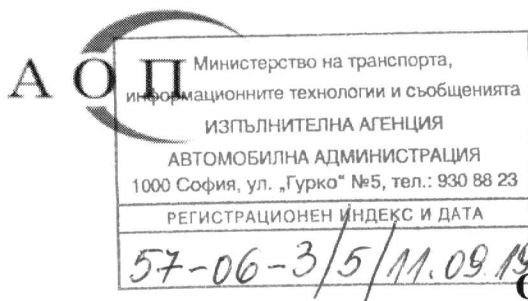 АОП
Министерство на транспорта,
информационните технологии и съобщенията
ИЗПЪЛНИТЕЛНА АГЕНЦИЯ
АВТОМОБИЛНА АДМИНИСТРАЦИЯ
1000 София, ул. „Гурко" №5, тел.: 930 88 23
РЕГИСТРАЦИОНЕН ИНДЕКС И ДАТА
57-06-3/5/11.09.19